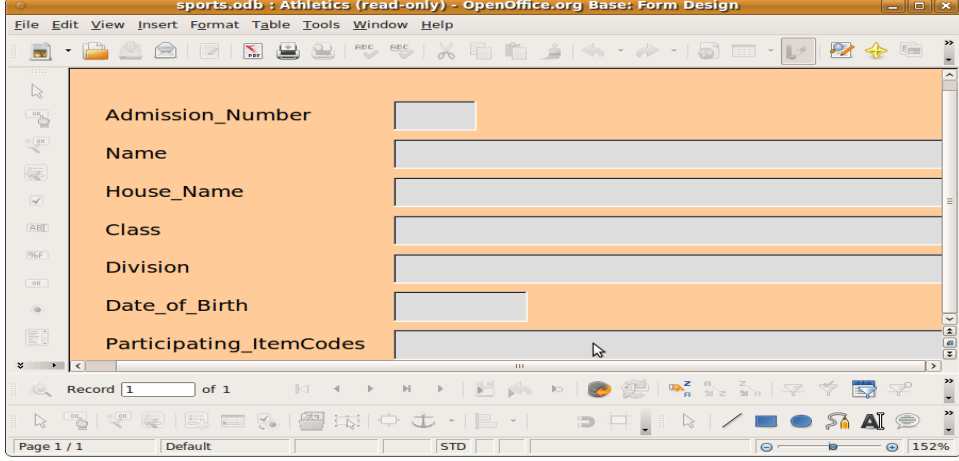 sports.odb : Athletics (read-only) - OpenOffice.org Base: Form Design
File Edit View Insert Format Table Tools Window Help
Admission_Number
Name
House_Name
Class
Division
Date_of_Birth
Participating_ItemCodes
Record 1 of 1
Page 1 / 1 Default STD 152%